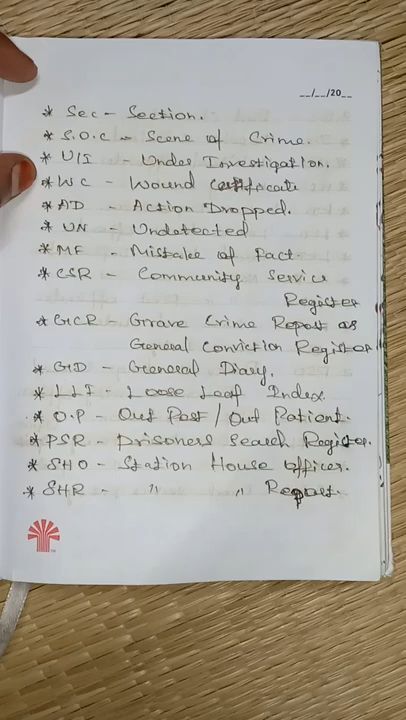 __/__/20__
* Sec - Section.
* S.O.C - Scene of Crime.
* U/I - Under Investigation.
* WC - Wound Certificate
* AD - Action Dropped.
* UN - Undetected
* MF - Mistake of Fact.
* CSR - Community Service
Register
* GCR - Grave Crime Report as
General Conviction Register
* GD - General Diary.
* LLI - Loose Leaf Index.
* O.P - Out Post / Out Patient.
* PSR - Prisoners Search Register.
* SHO - Station House officer.
* SHR - " " Report.